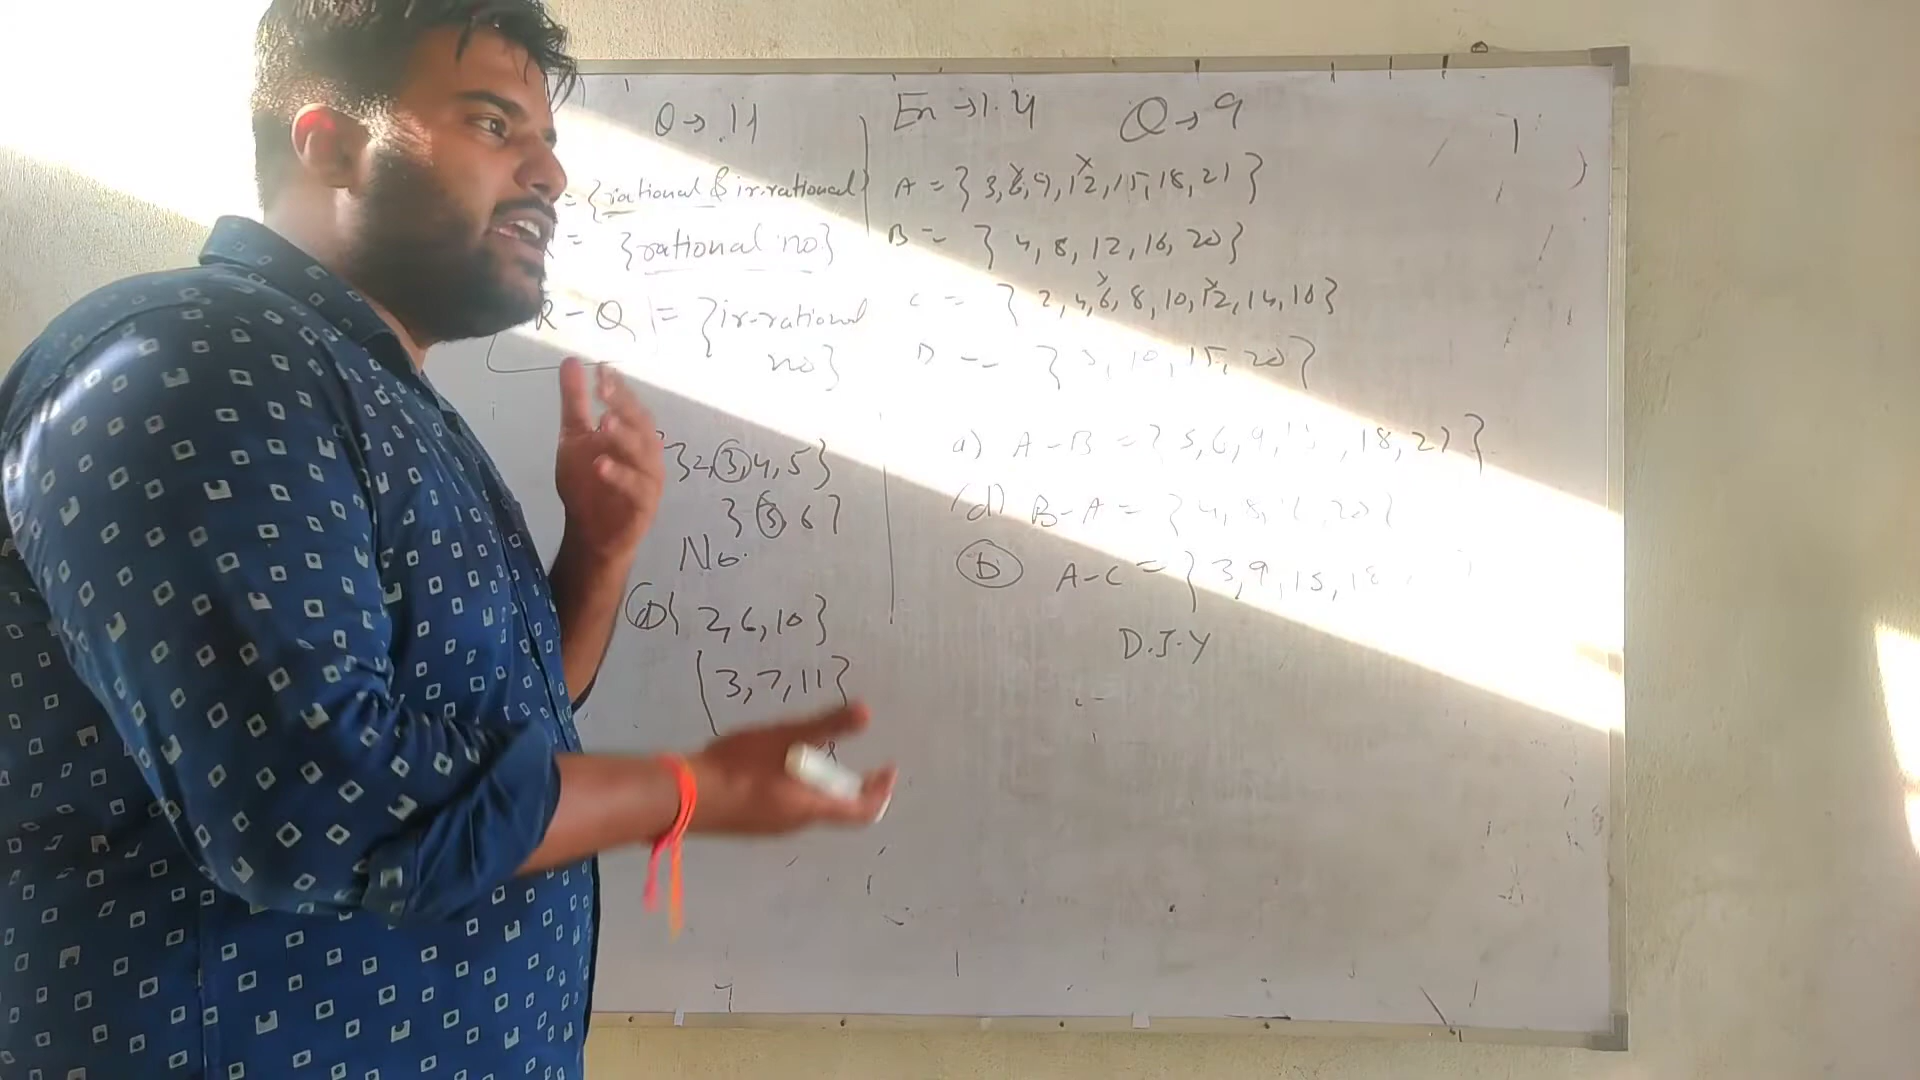 Q → 11
= {rational & ir-rational}
= {rational no}
R - Q = {ir-rational
no}
{2, 3, 4, 5}
} 3 6 }
No.
(d) { 2, 6, 10 }
{ 3, 7, 11 }
Ex → 1.4 Q → 9
A = { 3, 6, 9, 12, 15, 18, 21 }
B = { 4, 8, 12, 16, 20 }
C = { 2, 4, 6, 8, 10, 12, 14, 16 }
D = { 5, 10, 15, 20 }
a) A - B = { 3, 6, 9, 15, 18, 21 }
(d) B - A = { 4, 8, 16, 20 }
(b) A - C = { 3, 9, 15, 18,
D.I.Y